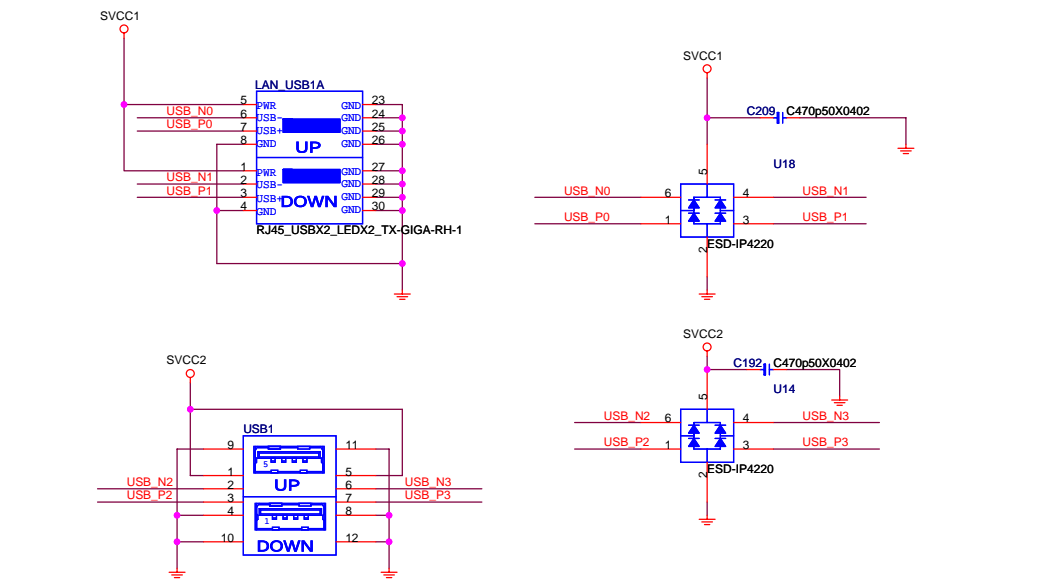 SVCC1
LAN_USB1A
5 PWR GND 23
USB_N0 6 USB- GND 24
USB_P0 7 USB+ GND 25
8 GND UP GND 26
1 PWR GND 27
USB_N1 2 USB- GND 28
USB_P1 3 USB+ DOWN GND 29
4 GND GND 30
RJ45_USBX2_LEDX2_TX-GIGA-RH-1
SVCC1
C209 C470p50X0402
U18
5
USB_N0 6 4 USB_N1
USB_P0 1 3 USB_P1
2 ESD-IP4220
SVCC2
USB1
9 11
5
1 5
UP
USB_N2 2 6 USB_N3
USB_P2 3 7 USB_P3
4 8
1
10 12
DOWN
SVCC2
C192 C470p50X0402
U14
5
USB_N2 6 4 USB_N3
USB_P2 1 3 USB_P3
2 ESD-IP4220